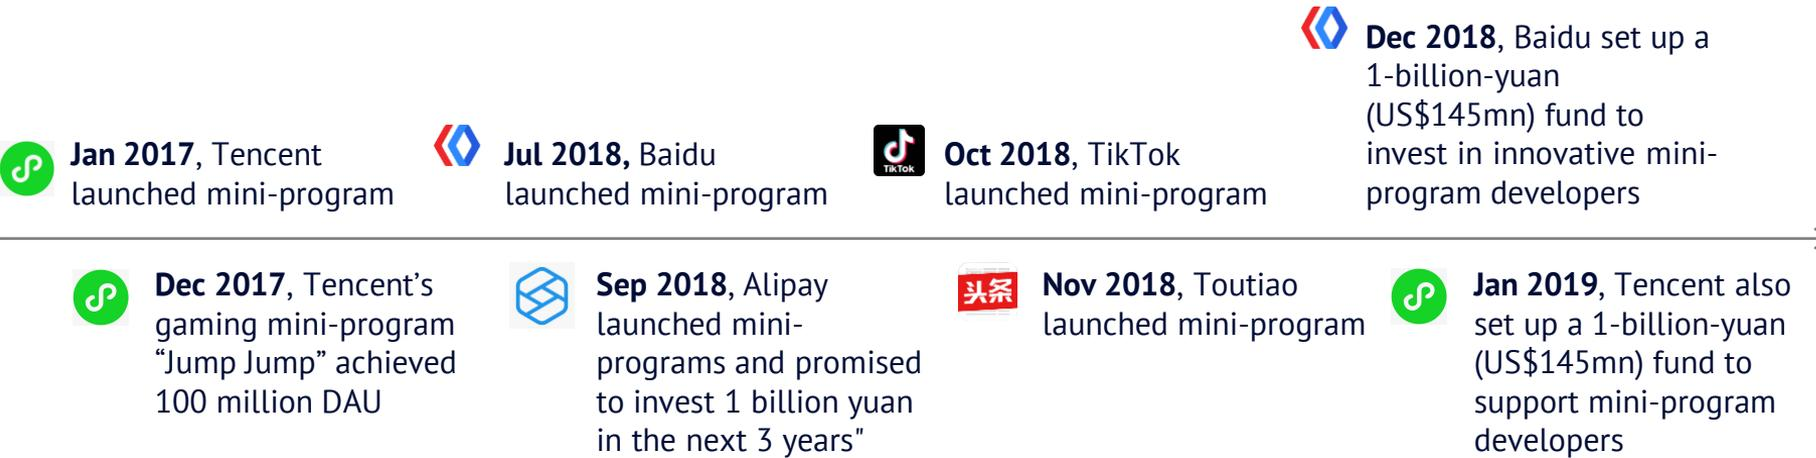 Jan 2017, Tencent
launched mini-program
Jul 2018, Baidu
launched mini-program
TikTok
Oct 2018, TikTok
launched mini-program
Dec 2018, Baidu set up a
1-billion-yuan
(US$145mn) fund to
invest in innovative mini-
program developers
Dec 2017, Tencent’s
gaming mini-program
“Jump Jump” achieved
100 million DAU
Sep 2018, Alipay
launched mini-
programs and promised
to invest 1 billion yuan
in the next 3 years"
头条
Nov 2018, Toutiao
launched mini-program
Jan 2019, Tencent also
set up a 1-billion-yuan
(US$145mn) fund to
support mini-program
developers